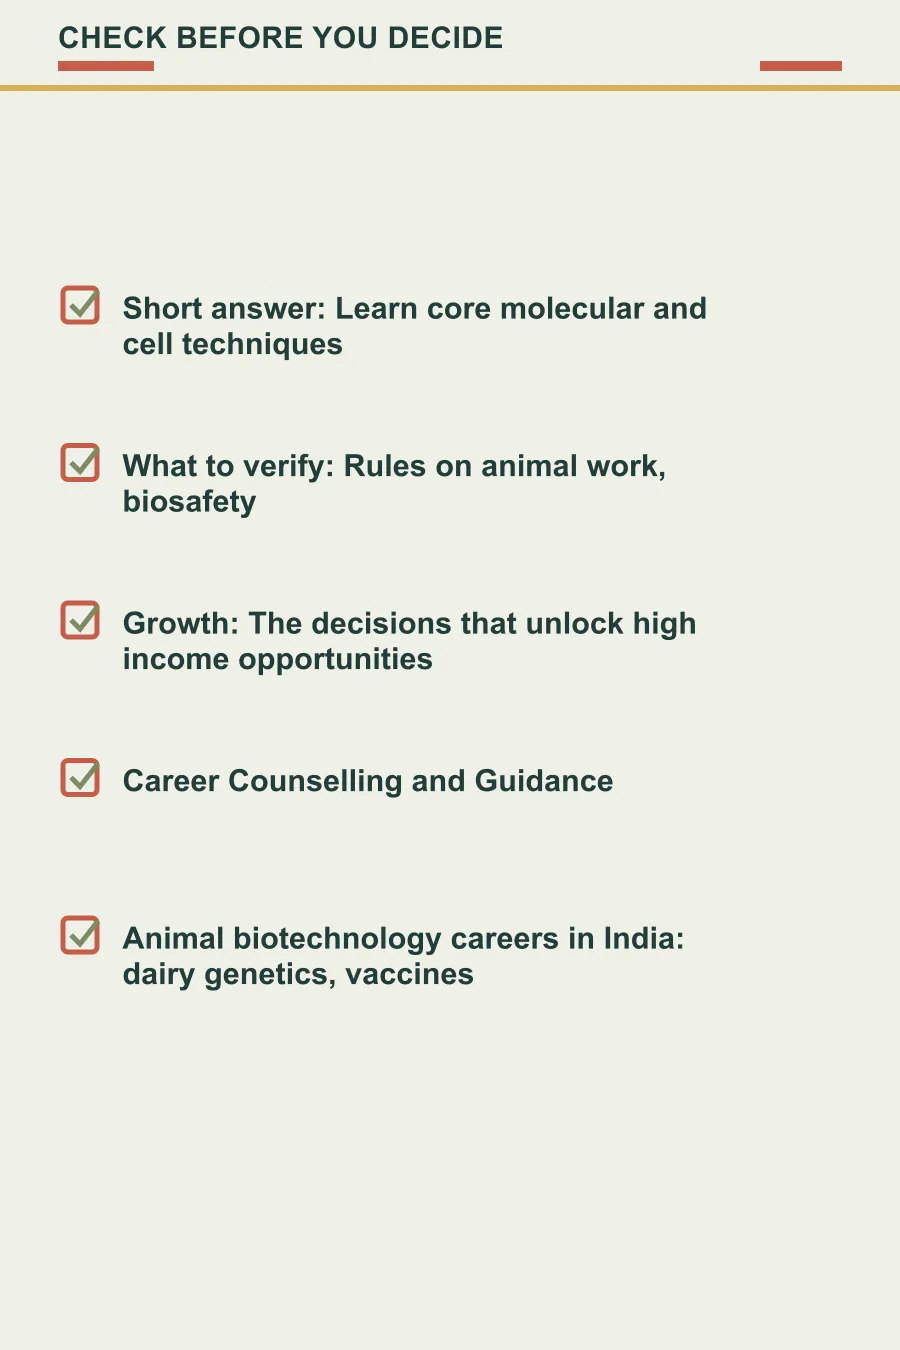 CHECK BEFORE YOU DECIDE
Short answer: Learn core molecular and
cell techniques
What to verify: Rules on animal work,
biosafety
Growth: The decisions that unlock high
income opportunities
Career Counselling and Guidance
Animal biotechnology careers in India:
dairy genetics, vaccines